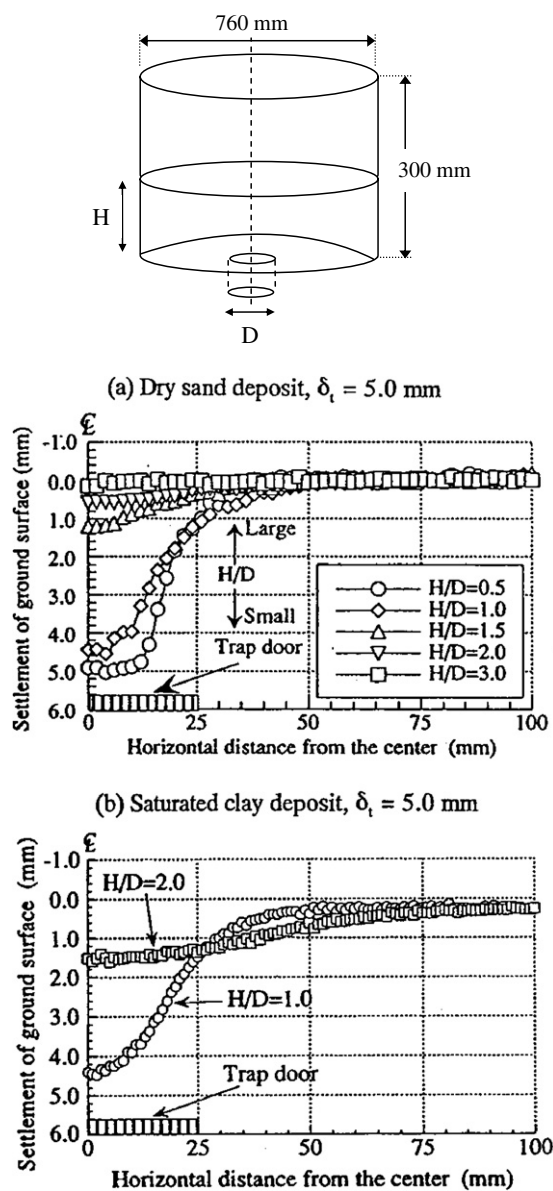 760 mm
300 mm
H
D
(a) Dry sand deposit, δt = 5.0 mm
℄
Settlement of ground surface (mm)
-1.0
0.0
1.0
2.0
3.0
4.0
5.0
6.0
Large
H/D
Small
Trap door
H/D=0.5
H/D=1.0
H/D=1.5
H/D=2.0
H/D=3.0
0
25
50
75
100
Horizontal distance from the center (mm)
(b) Saturated clay deposit, δt = 5.0 mm
℄
Settlement of ground surface (mm)
-1.0
0.0
1.0
2.0
3.0
4.0
5.0
6.0
H/D=2.0
H/D=1.0
Trap door
0
25
50
75
100
Horizontal distance from the center (mm)